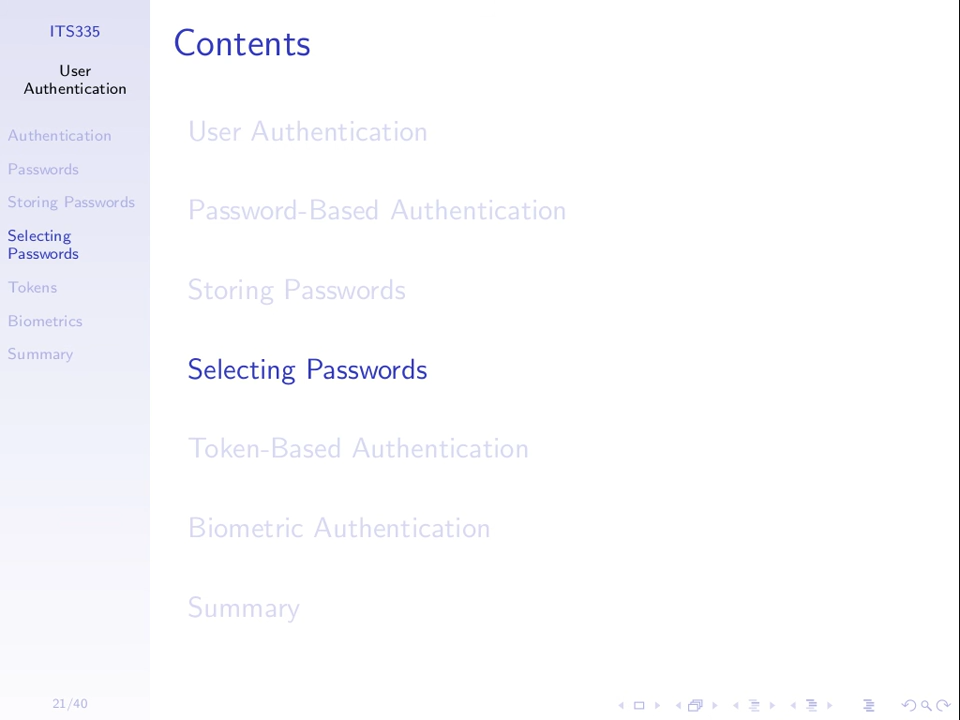 ITS335
User
Authentication
Authentication
Passwords
Storing Passwords
Selecting
Passwords
Tokens
Biometrics
Summary
21/40
Contents
User Authentication
Password-Based Authentication
Storing Passwords
Selecting Passwords
Token-Based Authentication
Biometric Authentication
Summary